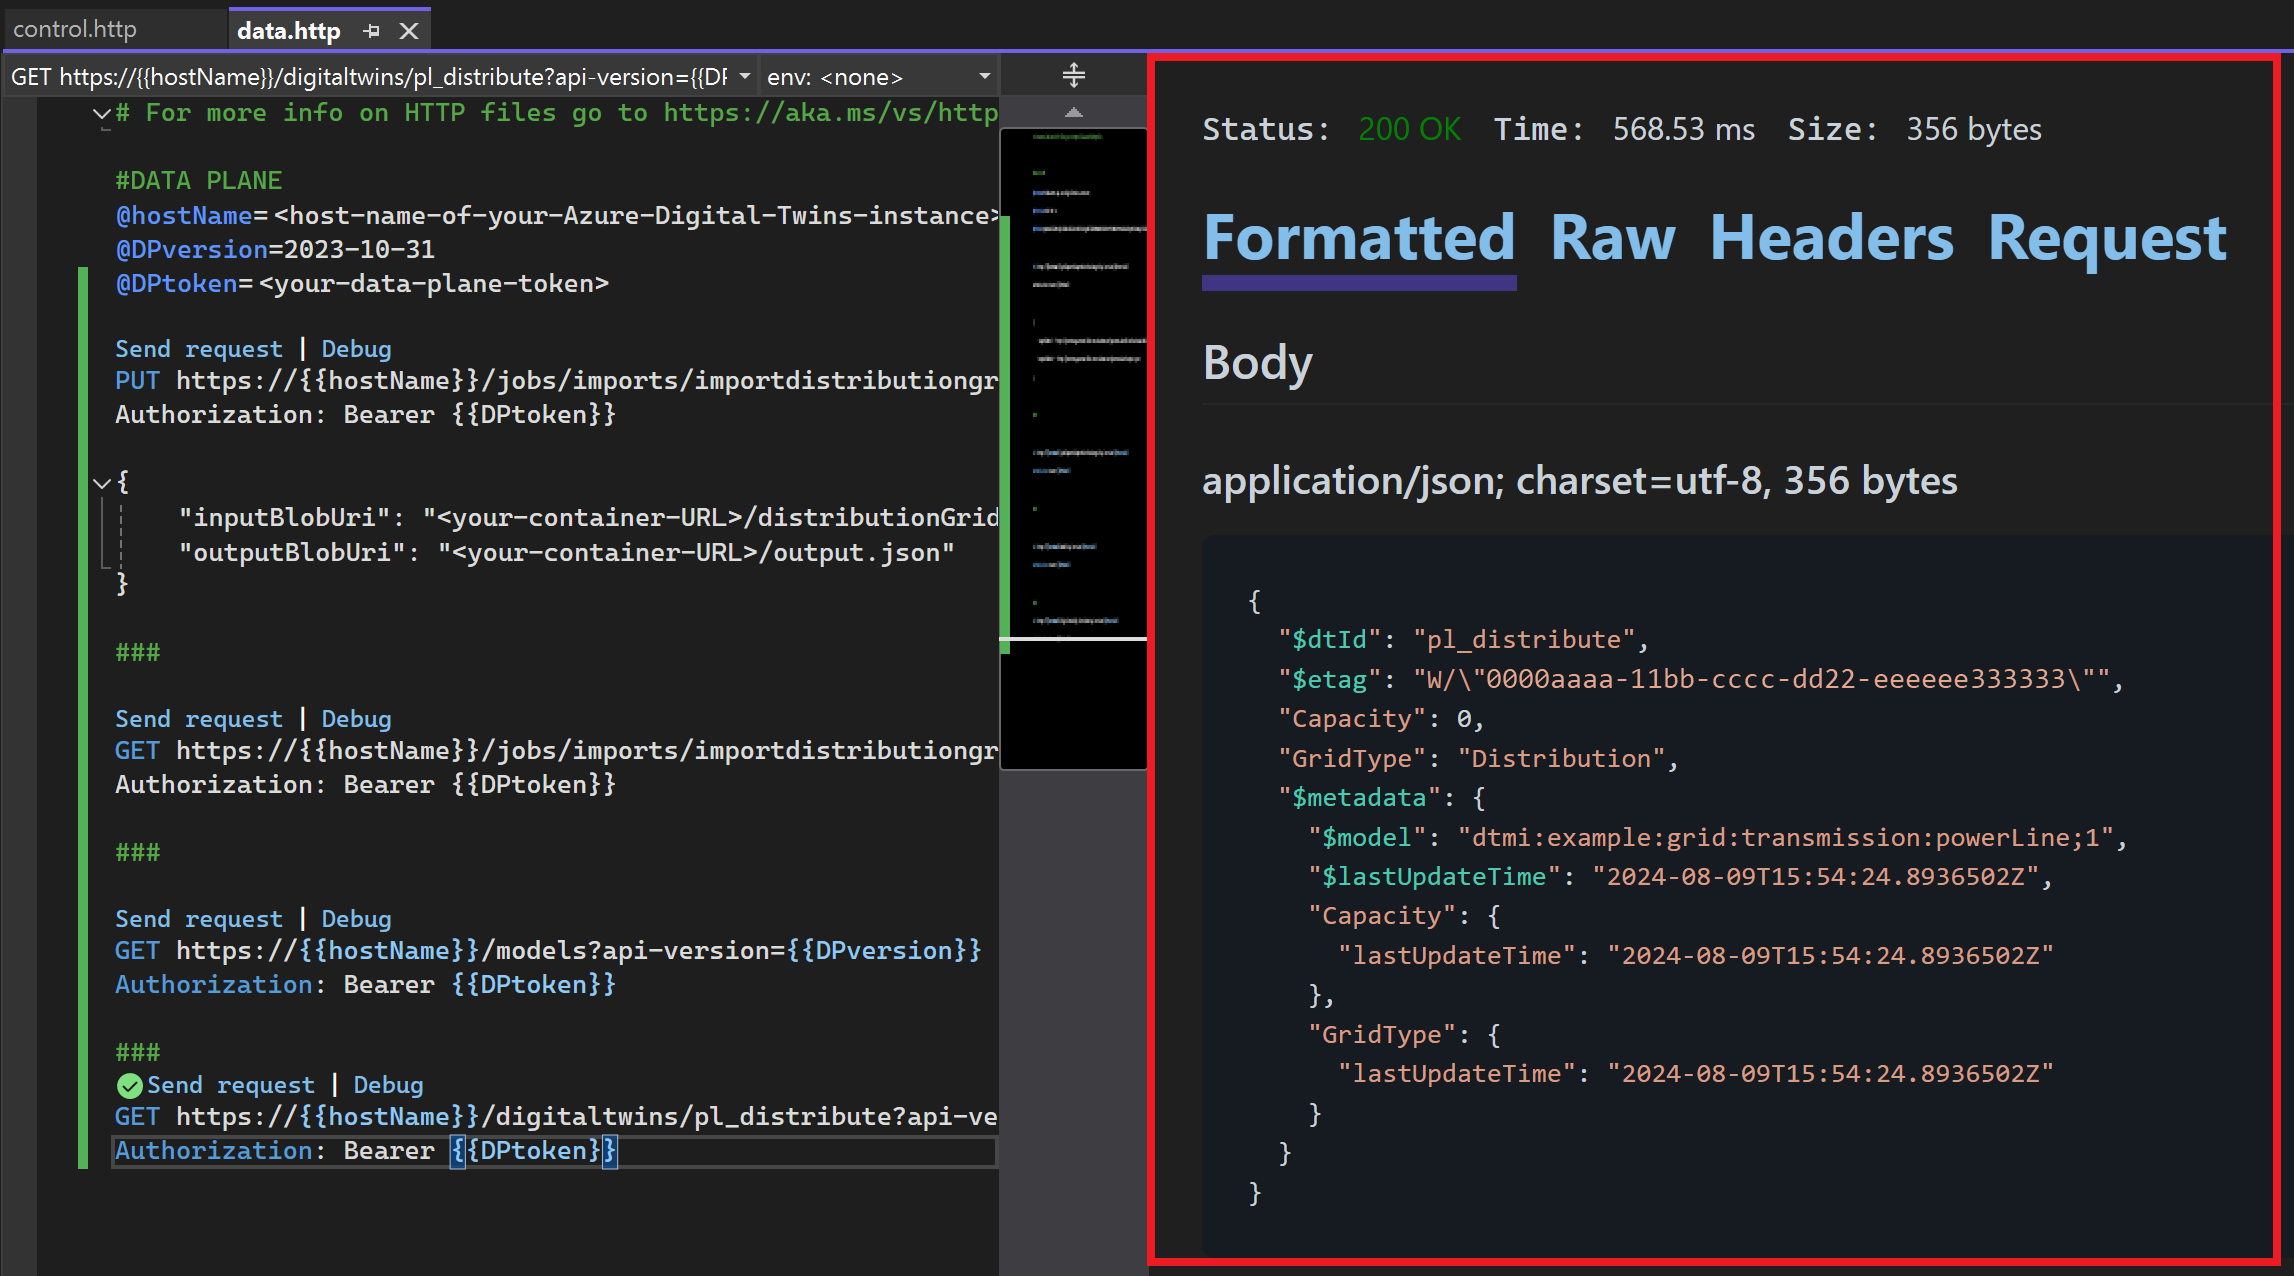 control.http
data.http
GET https://{{hostName}}/digitaltwins/pl_distribute?api-version={{DF
env: <none>
# For more info on HTTP files go to https://aka.ms/vs/http
#DATA PLANE
@hostName=<host-name-of-your-Azure-Digital-Twins-instance>
@DPversion=2023-10-31
@DPtoken=<your-data-plane-token>
Send request | Debug
PUT https://{{hostName}}/jobs/imports/importdistributiongr
Authorization: Bearer {{DPtoken}}
{
"inputBlobUri": "<your-container-URL>/distributionGrid
"outputBlobUri": "<your-container-URL>/output.json"
}
###
Send request | Debug
GET https://{{hostName}}/jobs/imports/importdistributiongr
Authorization: Bearer {{DPtoken}}
###
Send request | Debug
GET https://{{hostName}}/models?api-version={{DPversion}}
Authorization: Bearer {{DPtoken}}
###
Send request | Debug
GET https://{{hostName}}/digitaltwins/pl_distribute?api-ve
Authorization: Bearer {{DPtoken}}
Status: 200 OK Time: 568.53 ms Size: 356 bytes
Formatted Raw Headers Request
Body
application/json; charset=utf-8, 356 bytes
{
"$dtId": "pl_distribute",
"$etag": "W/\"0000aaaa-11bb-cccc-dd22-eeeeee333333\"",
"Capacity": 0,
"GridType": "Distribution",
"$metadata": {
"$model": "dtmi:example:grid:transmission:powerLine;1",
"$lastUpdateTime": "2024-08-09T15:54:24.8936502Z",
"Capacity": {
"lastUpdateTime": "2024-08-09T15:54:24.8936502Z"
},
"GridType": {
"lastUpdateTime": "2024-08-09T15:54:24.8936502Z"
}
}
}